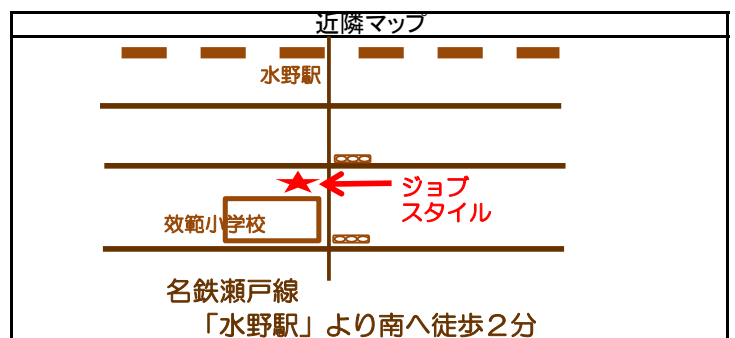 近隣マップ
水野駅
ジョブ
スタイル
效範小学校
名鉄瀬戸線
「水野駅」より南へ徒歩２分